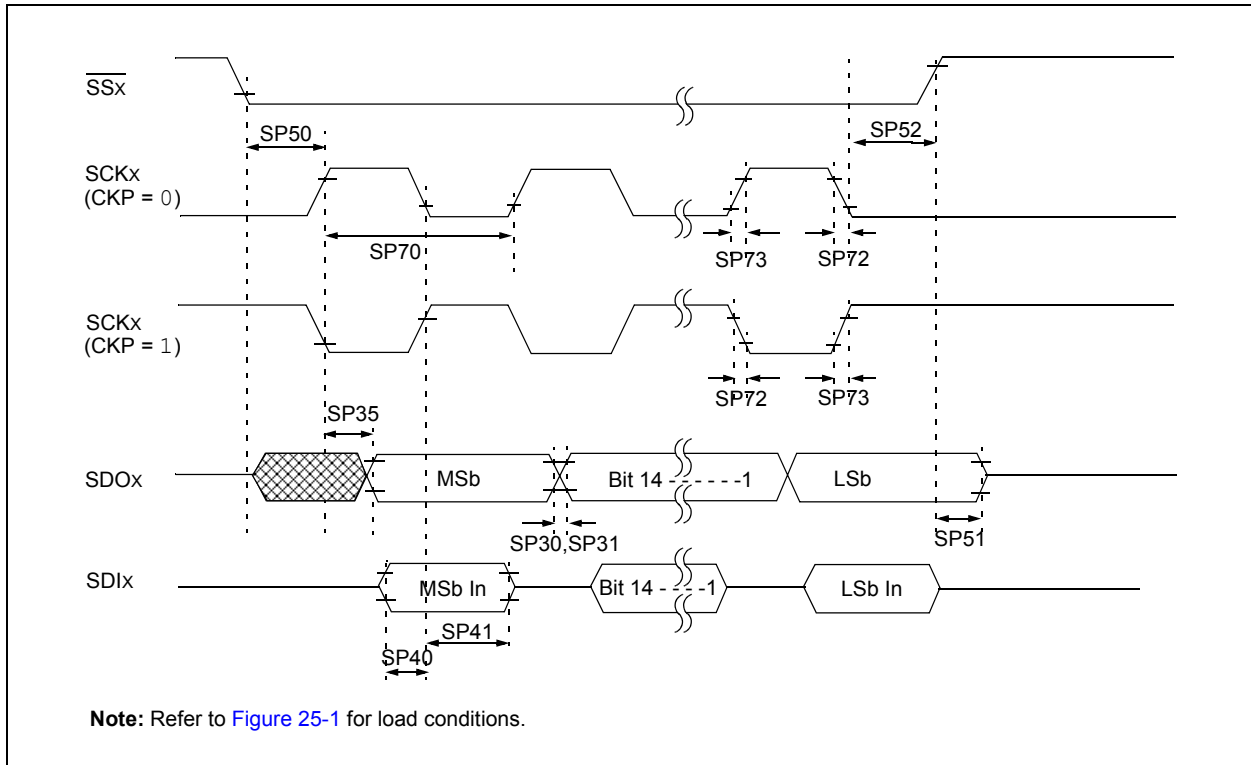 SSx
SP50
SP52
SCKx
(CKP = 0)
SP70
SP73
SP72
SCKx
(CKP = 1)
SP72
SP73
SP35
SDOx
MSb
Bit 14 - - - - - -1
LSb
SP30,SP31
SP51
SDIx
MSb In
Bit 14 - - - -1
LSb In
SP41
SP40
Note: Refer to Figure 25-1 for load conditions.